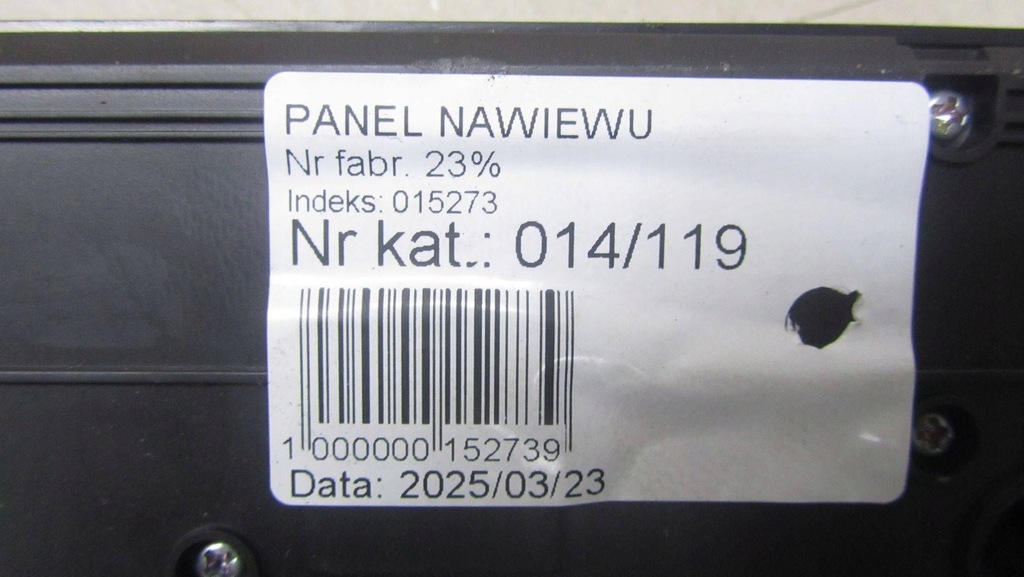 PANEL NAWIEWU
Nr fabr. 23%
Indeks: 015273
Nr kat.: 014/119
1 000000 152739
Data: 2025/03/23